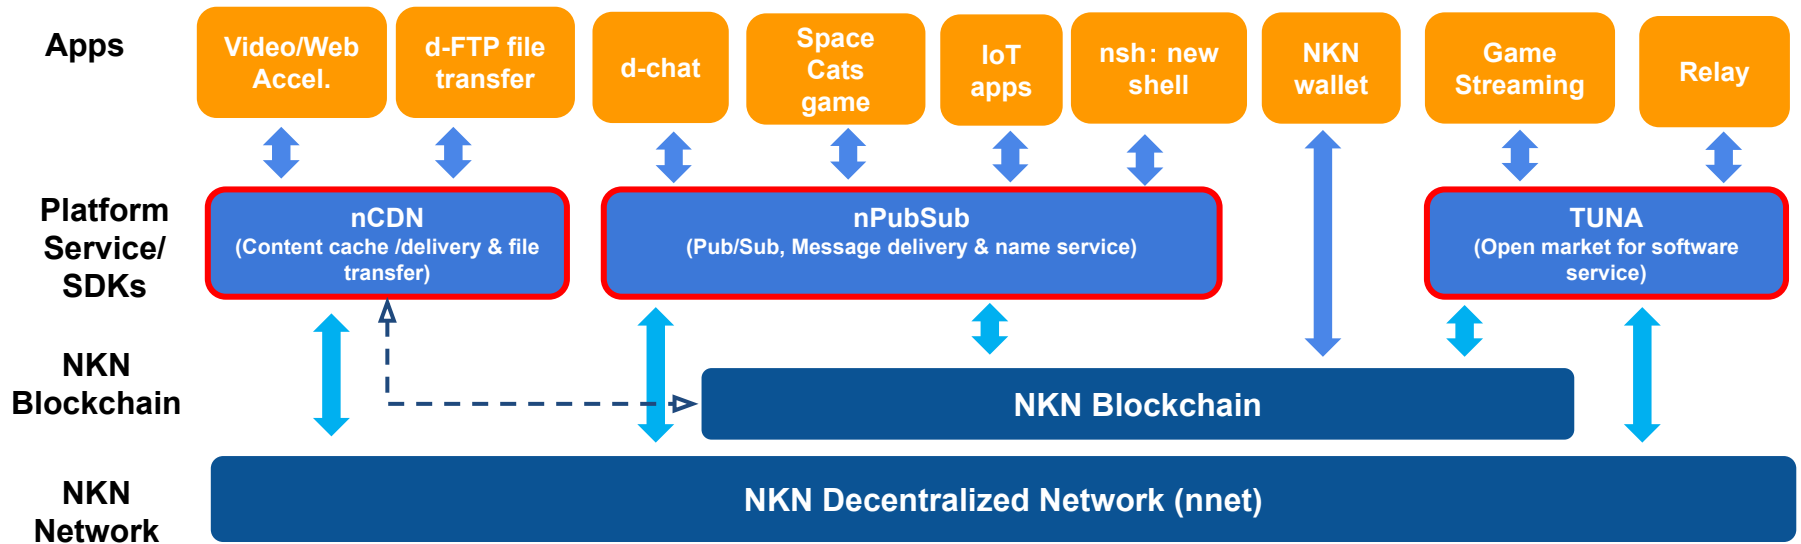 Apps
Video/Web
Accel.
d-FTP file
transfer
d-chat
Space
Cats
game
IoT
apps
nsh: new
shell
NKN
wallet
Game
Streaming
Relay
Platform
Service/
SDKs
nCDN
(Content cache /delivery & file
transfer)
nPubSub
(Pub/Sub, Message delivery & name service)
TUNA
(Open market for software
service)
NKN
Blockchain
NKN Blockchain
NKN
Network
NKN Decentralized Network (nnet)